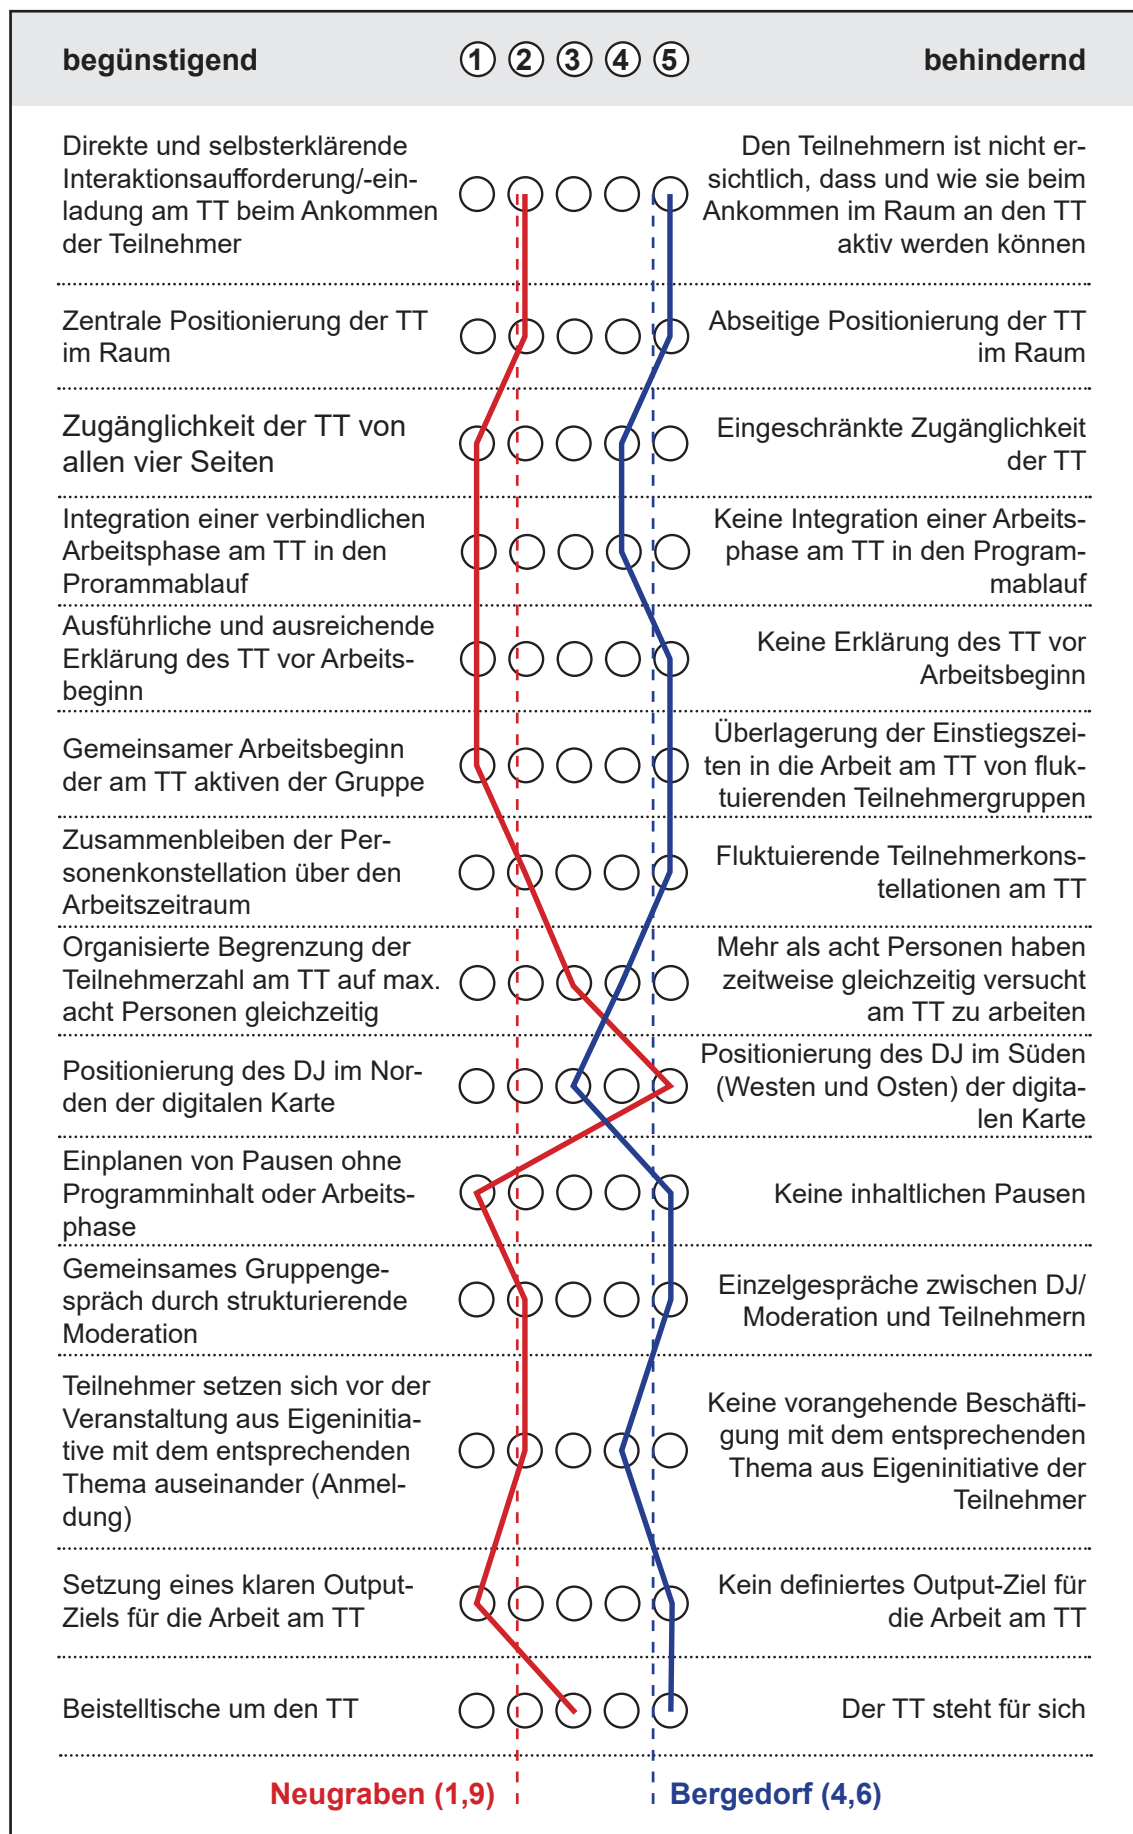 begünstigend 1 2 3 4 5 behindernd
Direkte und selbsterklärende
Interaktionsaufforderung/-ein-
ladung am TT beim Ankommen
der Teilnehmer
Den Teilnehmern ist nicht er-
sichtlich, dass und wie sie beim
Ankommen im Raum an den TT
aktiv werden können
Zentrale Positionierung der TT
im Raum
Abseitige Positionierung der TT
im Raum
Zugänglichkeit der TT von
allen vier Seiten
Eingeschränkte Zugänglichkeit
der TT
Integration einer verbindlichen
Arbeitsphase am TT in den
Prorammablauf
Keine Integration einer Arbeits-
phase am TT in den Program-
mablauf
Ausführliche und ausreichende
Erklärung des TT vor Arbeits-
beginn
Keine Erklärung des TT vor
Arbeitsbeginn
Gemeinsamer Arbeitsbeginn
der am TT aktiven der Gruppe
Überlagerung der Einstiegszei-
ten in die Arbeit am TT von fluk-
tuierenden Teilnehmergruppen
Zusammenbleiben der Per-
sonenkonstellation über den
Arbeitszeitraum
Fluktuierende Teilnehmerkons-
tellationen am TT
Organisierte Begrenzung der
Teilnehmerzahl am TT auf max.
acht Personen gleichzeitig
Mehr als acht Personen haben
zeitweise gleichzeitig versucht
am TT zu arbeiten
Positionierung des DJ im Nor-
den der digitalen Karte
Positionierung des DJ im Süden
(Westen und Osten) der digita-
len Karte
Einplanen von Pausen ohne
Programminhalt oder Arbeits-
phase
Keine inhaltlichen Pausen
Gemeinsames Gruppenge-
spräch durch strukturierende
Moderation
Einzelgespräche zwischen DJ/
Moderation und Teilnehmern
Teilnehmer setzen sich vor der
Veranstaltung aus Eigeninitia-
tive mit dem entsprechenden
Thema auseinander (Anmel-
dung)
Keine vorangehende Beschäfti-
gung mit dem entsprechenden
Thema aus Eigeninitiative der
Teilnehmer
Setzung eines klaren Output-
Ziels für die Arbeit am TT
Kein definiertes Output-Ziel für
die Arbeit am TT
Beistelltische um den TT
Der TT steht für sich
Neugraben (1,9)
Bergedorf (4,6)